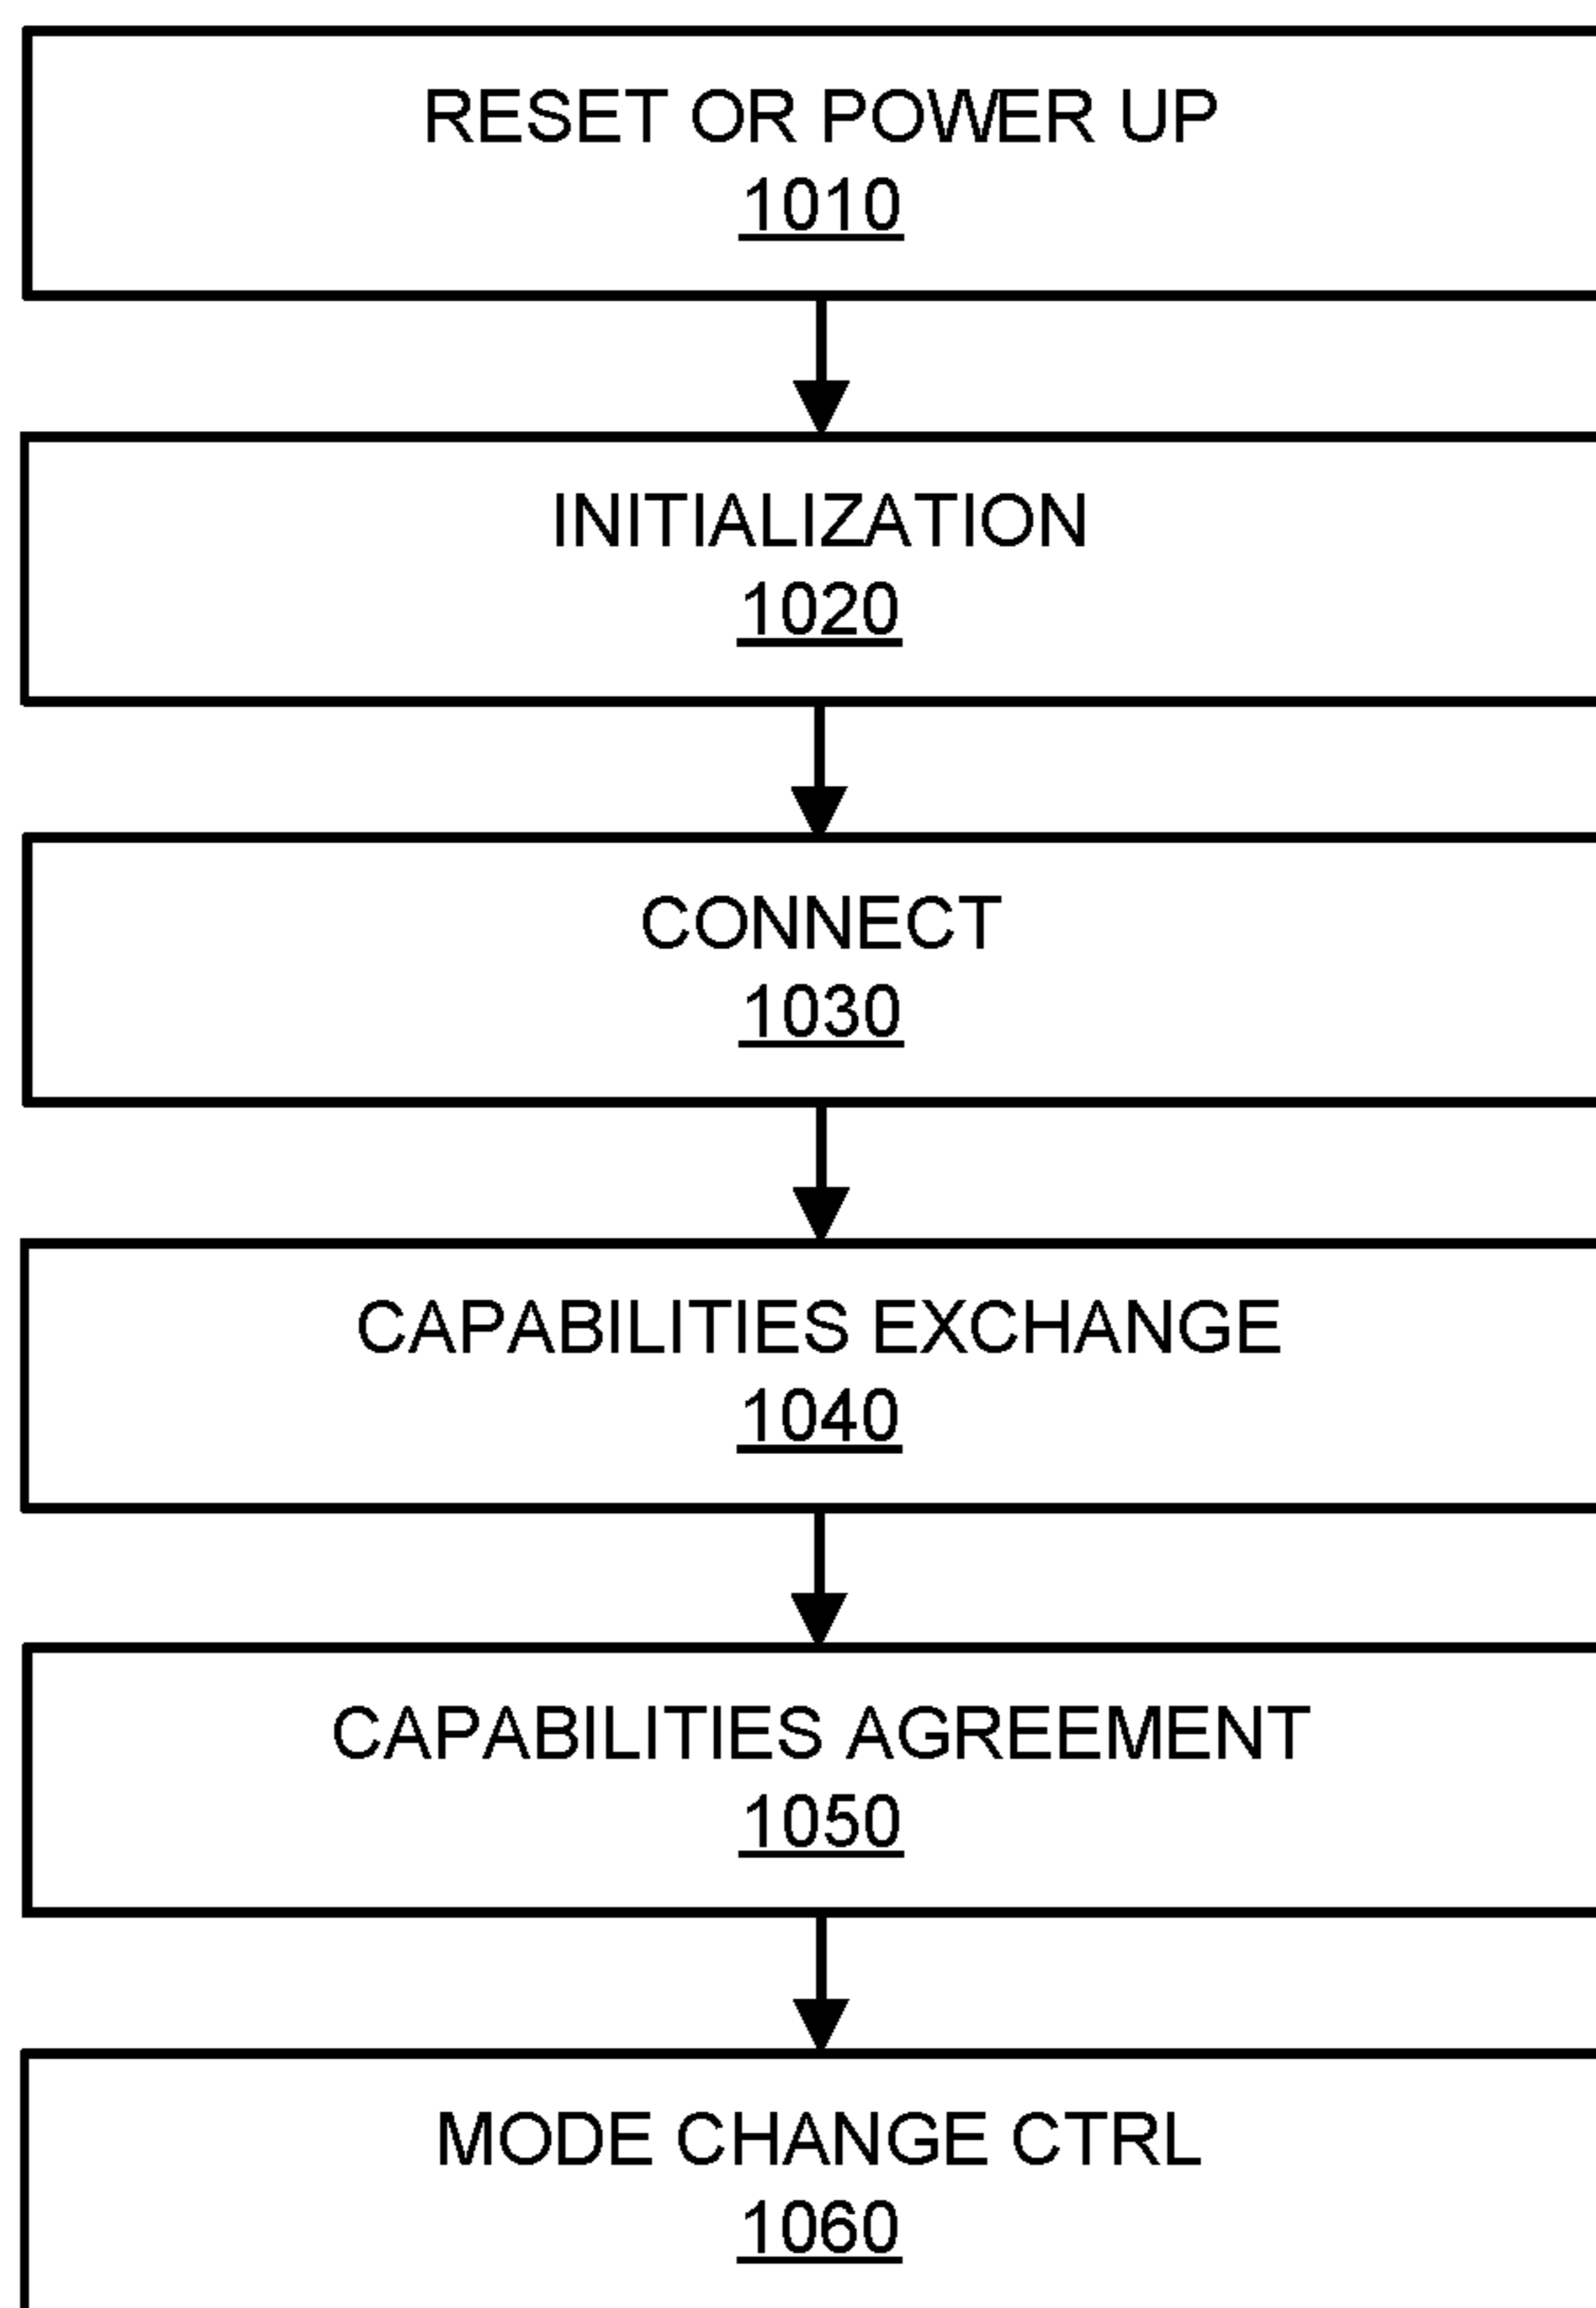 RESET OR POWER UP
1010
INITIALIZATION
1020
CONNECT
1030
CAPABILITIES EXCHANGE
1040
CAPABILITIES AGREEMENT
1050
MODE CHANGE CTRL
1060